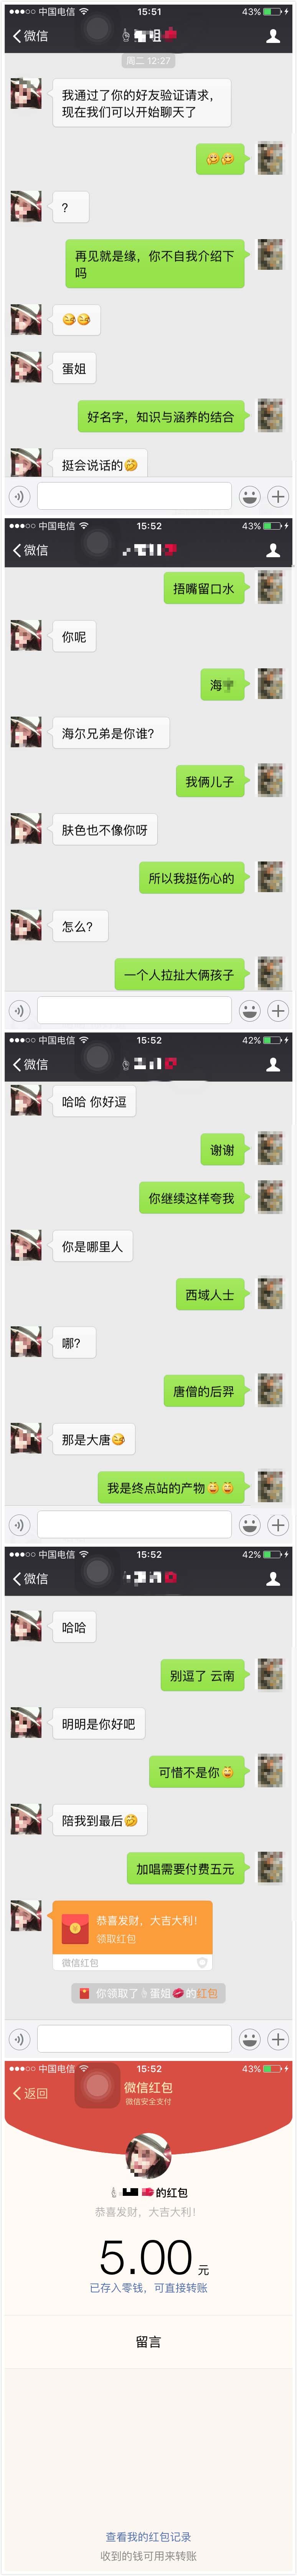 中国电信 15:51 43%
微信 姐
周二 12:27
我通过了你的好友验证请求，
现在我们可以开始聊天了
？
再见就是缘，你不自我介绍下
吗
蛋姐
好名字，知识与涵养的结合
挺会说话的
中国电信 15:52 43%
微信
捂嘴留口水
你呢
海
海尔兄弟是你谁？
我俩儿子
肤色也不像你呀
所以我挺伤心的
怎么？
一个人拉扯大俩孩子
中国电信 15:52 42%
微信
哈哈 你好逗
谢谢
你继续这样夸我
你是哪里人
西域人士
哪？
唐僧的后羿
那是大唐
我是终点站的产物
中国电信 15:52 42%
微信
哈哈
别逗了 云南
明明是你好吧
可惜不是你
陪我到最后
加唱需要付费五元
恭喜发财，大吉大利！
领取红包
微信红包
你领取了蛋姐的红包
中国电信 15:52 43%
返回 微信红包
微信安全支付
的红包
恭喜发财，大吉大利！
5.00 元
已存入零钱，可直接转账
留言
查看我的红包记录
收到的钱可用来转账